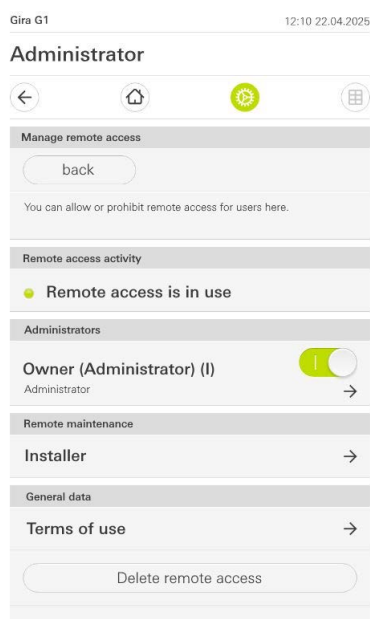 Gira G1 12:10 22.04.2025
Administrator
Manage remote access
back
You can allow or prohibit remote access for users here.
Remote access activity
Remote access is in use
Administrators
Owner (Administrator) (I)
Administrator
Remote maintenance
Installer
General data
Terms of use
Delete remote access